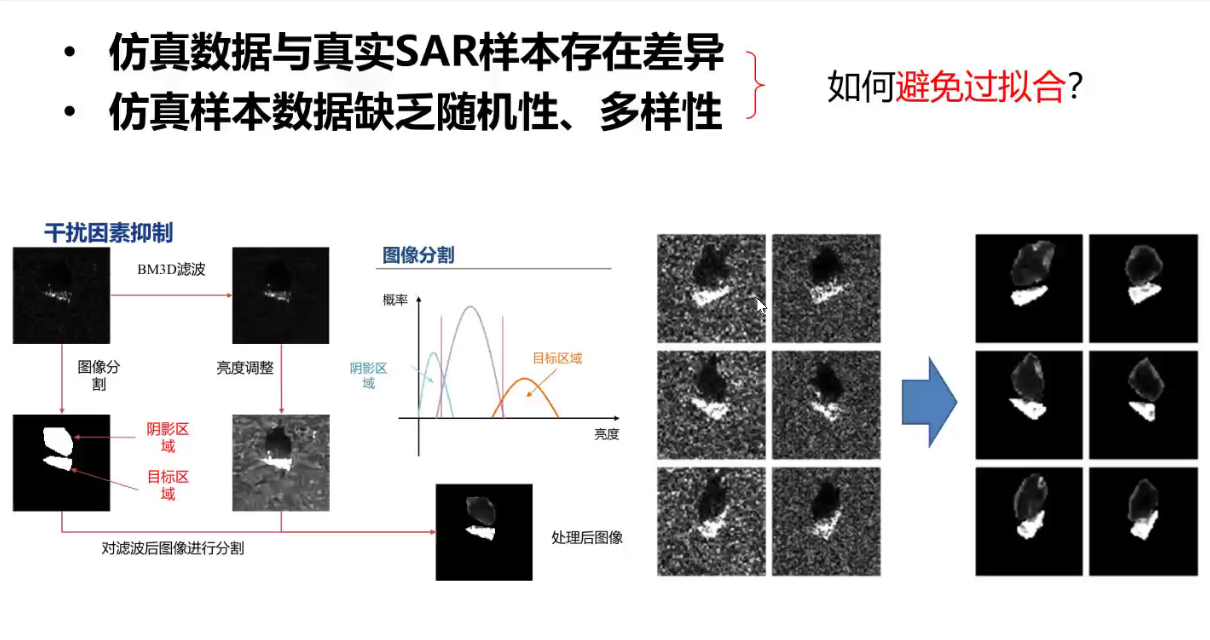 • 仿真数据与真实SAR样本存在差异
• 仿真样本数据缺乏随机性、多样性
如何避免过拟合？
干扰因素抑制
BM3D滤波
图像分
割
亮度调整
阴影区
域
目标区
域
对滤波后图像进行分割
处理后图像
图像分割
概率
阴影区
域
目标区域
亮度